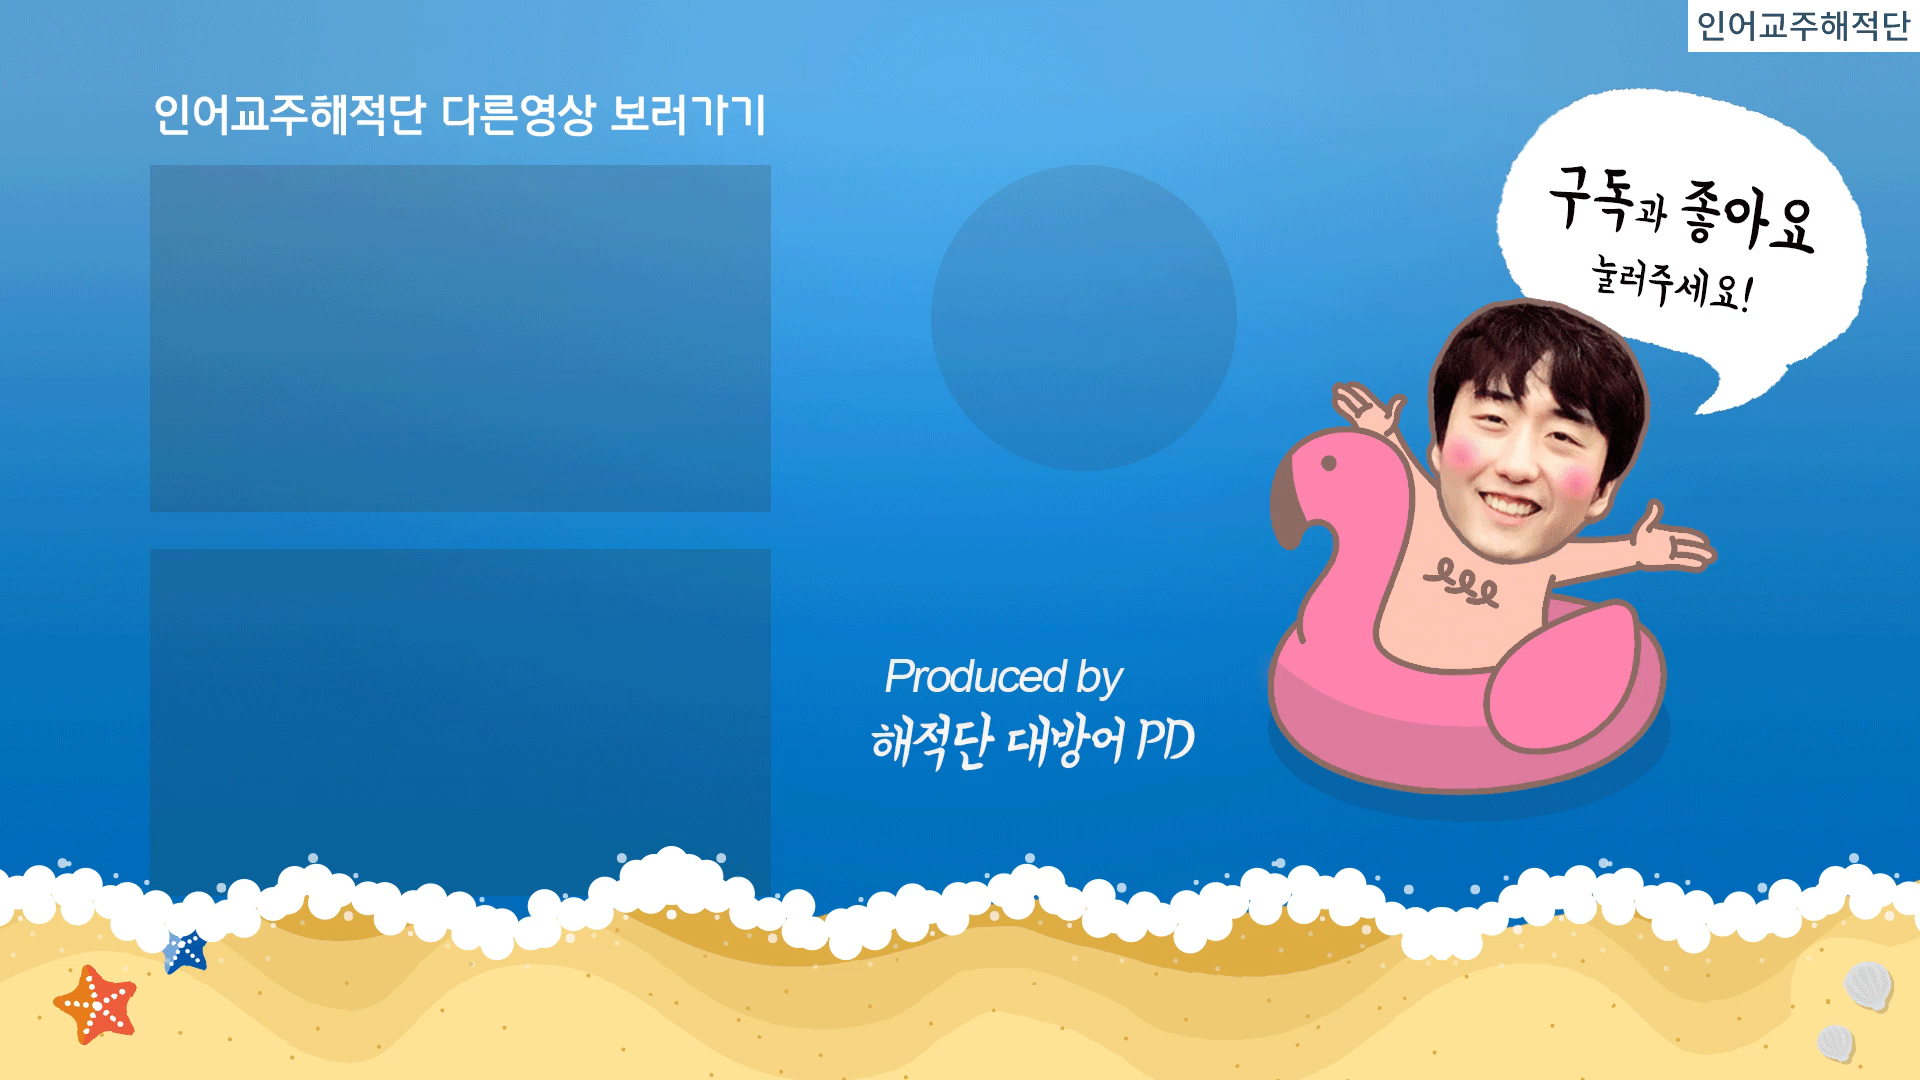 인어교주해적단
인어교주해적단 다른영상 보러가기
구독과 좋아요
눌러주세요!
Produced by
해적단 대방어 PD